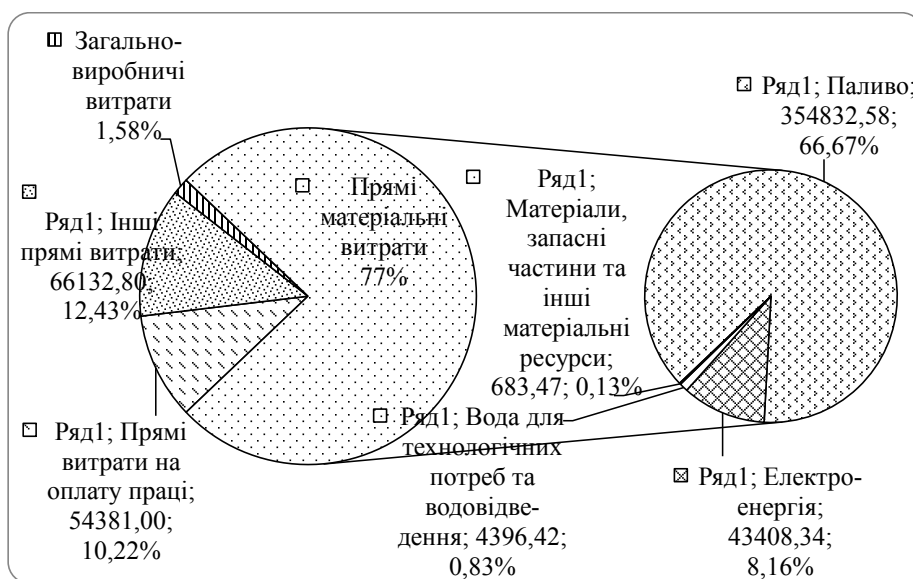 Загально-
виробничі
витрати
1,58%
Ряд1; Інші
прямі витрати;
66132,80;
12,43%
Ряд1; Прямі
витрати на
оплату праці;
54381,00;
10,22%
Прямі
матеріальні
витрати
77%
Ряд1;
Матеріали,
запасні
частини та
інші
матеріальні
ресурси;
683,47; 0,13%
Ряд1; Вода для
технологічних
потреб та
водовідве-
дення; 4396,42;
0,83%
Ряд1; Паливо;
354832,58;
66,67%
Ряд1; Електро-
енергія;
43408,34;
8,16%